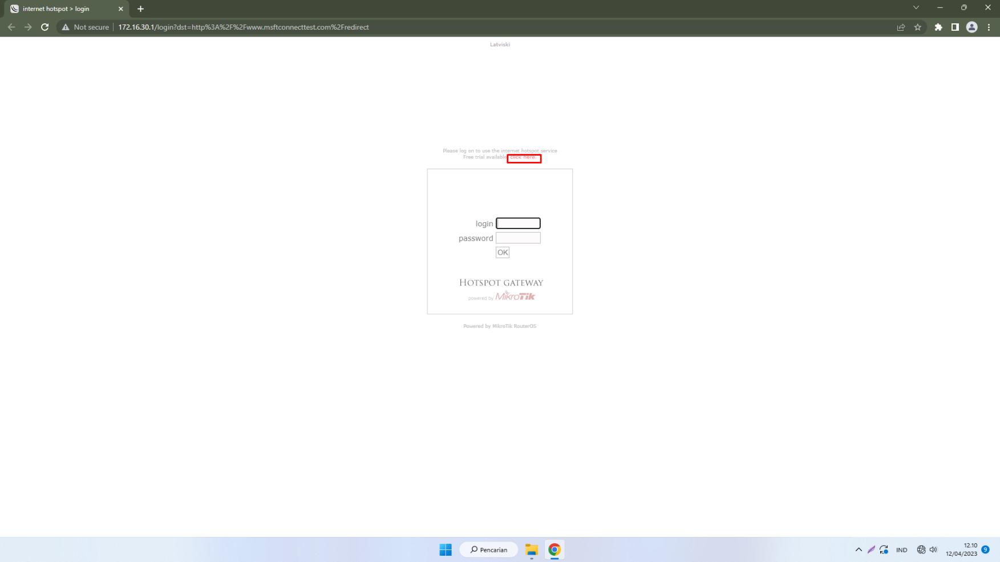 internet hotspot > login
Not secure
172.16.30.1/login?dst=http%3A%2F%2Fwww.msftconnecttest.com%2Fredirect
Latviski
Please log on to use the internet hotspot service
Free trial available, click here.
login
password
OK
HOTSPOT GATEWAY
powered by MikroTik
Powered by MikroTik RouterOS
Pencarian
IND
12.10
12/04/2023
9